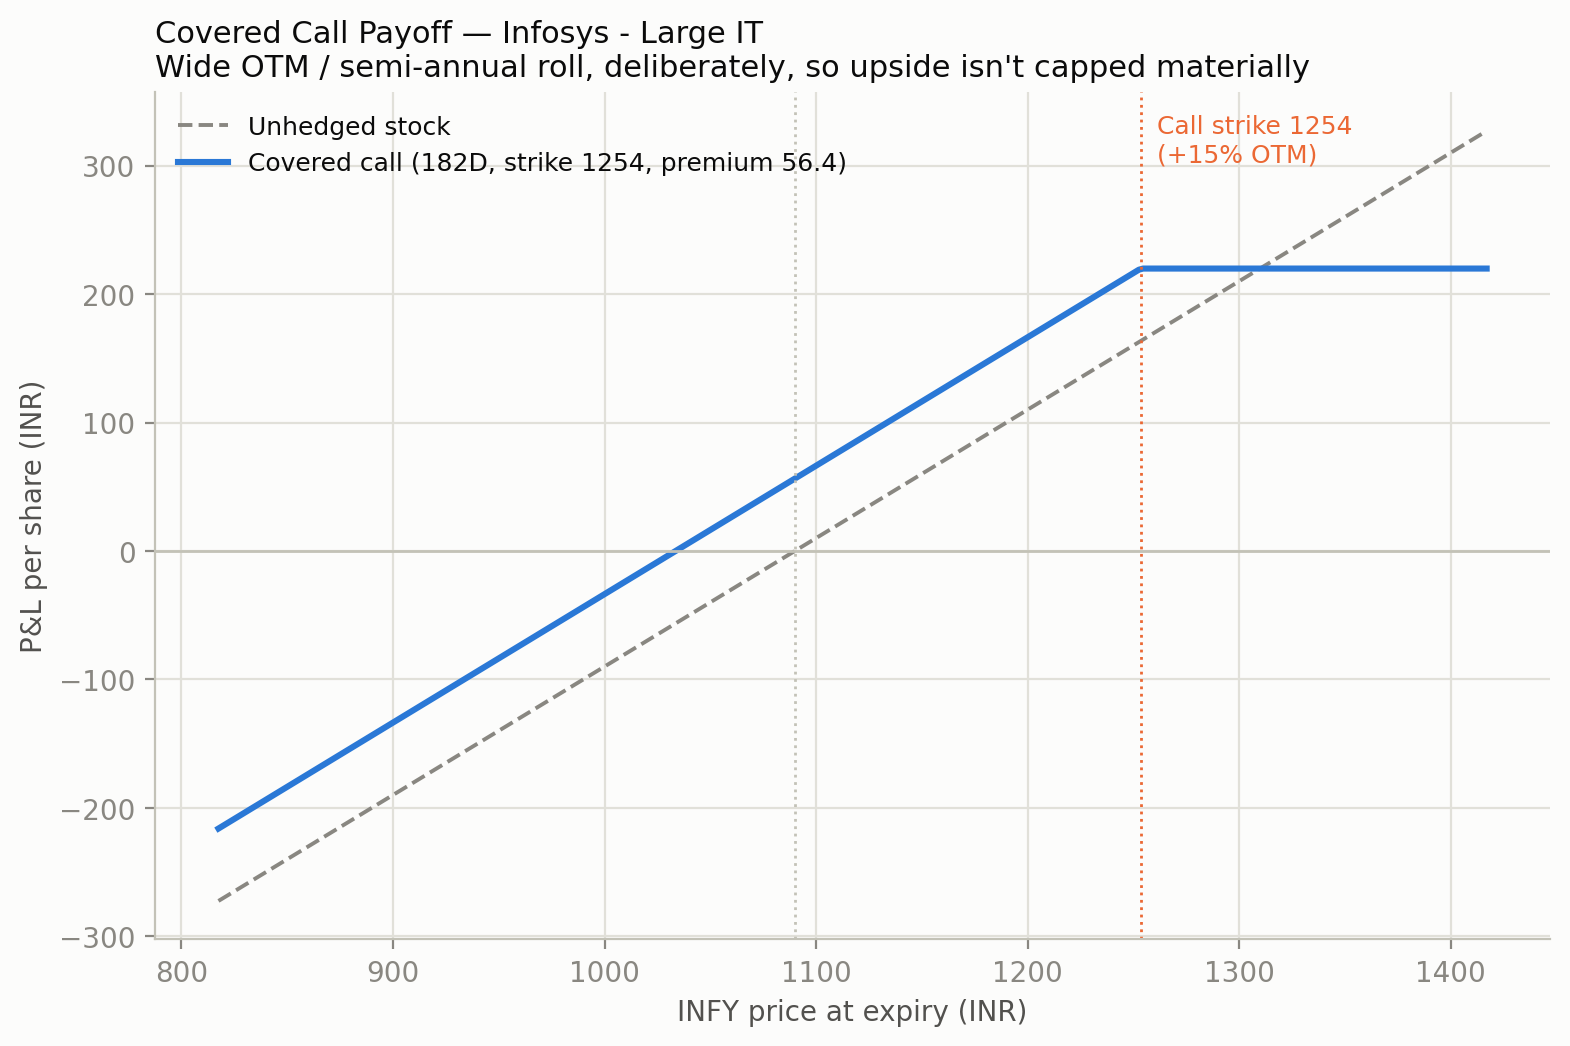 Covered Call Payoff — Infosys - Large IT
Wide OTM / semi-annual roll, deliberately, so upside isn't capped materially
Unhedged stock
Covered call (182D, strike 1254, premium 56.4)
Call strike 1254
(+15% OTM)
300
200
100
0
−100
−200
−300
P&L per share (INR)
800 900 1000 1100 1200 1300 1400
INFY price at expiry (INR)